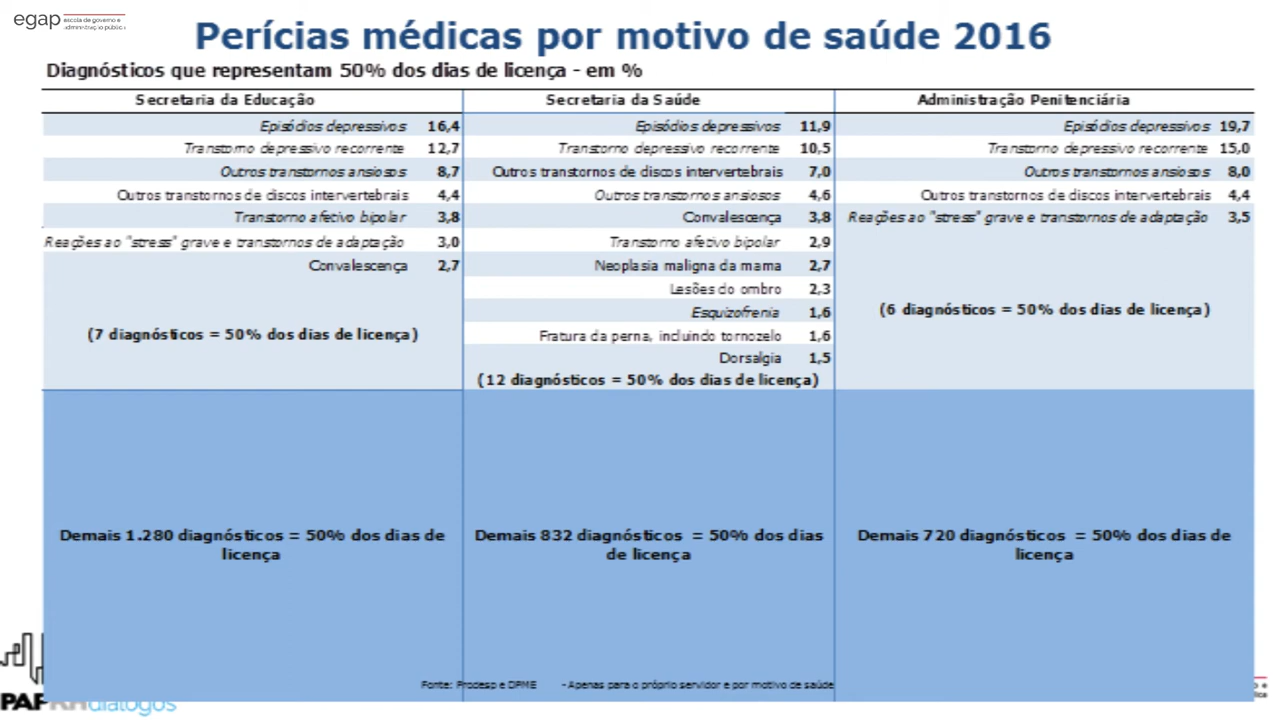 egap escola de governo e
administração pública
Perícias médicas por motivo de saúde 2016
Diagnósticos que representam 50% dos dias de licença - em %
Secretaria da Educação
Episódios depressivos 16,4
Transtorno depressivo recorrente 12,7
Outros transtornos ansiosos 8,7
Outros transtornos de discos intervertebrais 4,4
Transtorno afetivo bipolar 3,8
Reações ao "stress" grave e transtornos de adaptação 3,0
Convalescença 2,7
(7 diagnósticos = 50% dos dias de licença)
Demais 1.280 diagnósticos = 50% dos dias de
licença
Secretaria da Saúde
Episódios depressivos 11,9
Transtorno depressivo recorrente 10,5
Outros transtornos de discos intervertebrais 7,0
Outros transtornos ansiosos 4,6
Convalescença 3,8
Transtorno afetivo bipolar 2,9
Neoplasia maligna da mama 2,7
Lesões do ombro 2,3
Esquizofrenia 1,6
Fratura da perna, incluindo tornozelo 1,6
Dorsalgia 1,5
(12 diagnósticos = 50% dos dias de licença)
Demais 832 diagnósticos = 50% dos dias
de licença
Administração Penitenciária
Episódios depressivos 19,7
Transtorno depressivo recorrente 15,0
Outros transtornos ansiosos 8,0
Outros transtornos de discos intervertebrais 4,4
Reações ao "stress" grave e transtornos de adaptação 3,5
(6 diagnósticos = 50% dos dias de licença)
Demais 720 diagnósticos = 50% dos dias de
licença
Fonte: Prodesp e DPME - Apenas para o próprio servidor e por motivo de saúde
diálogos